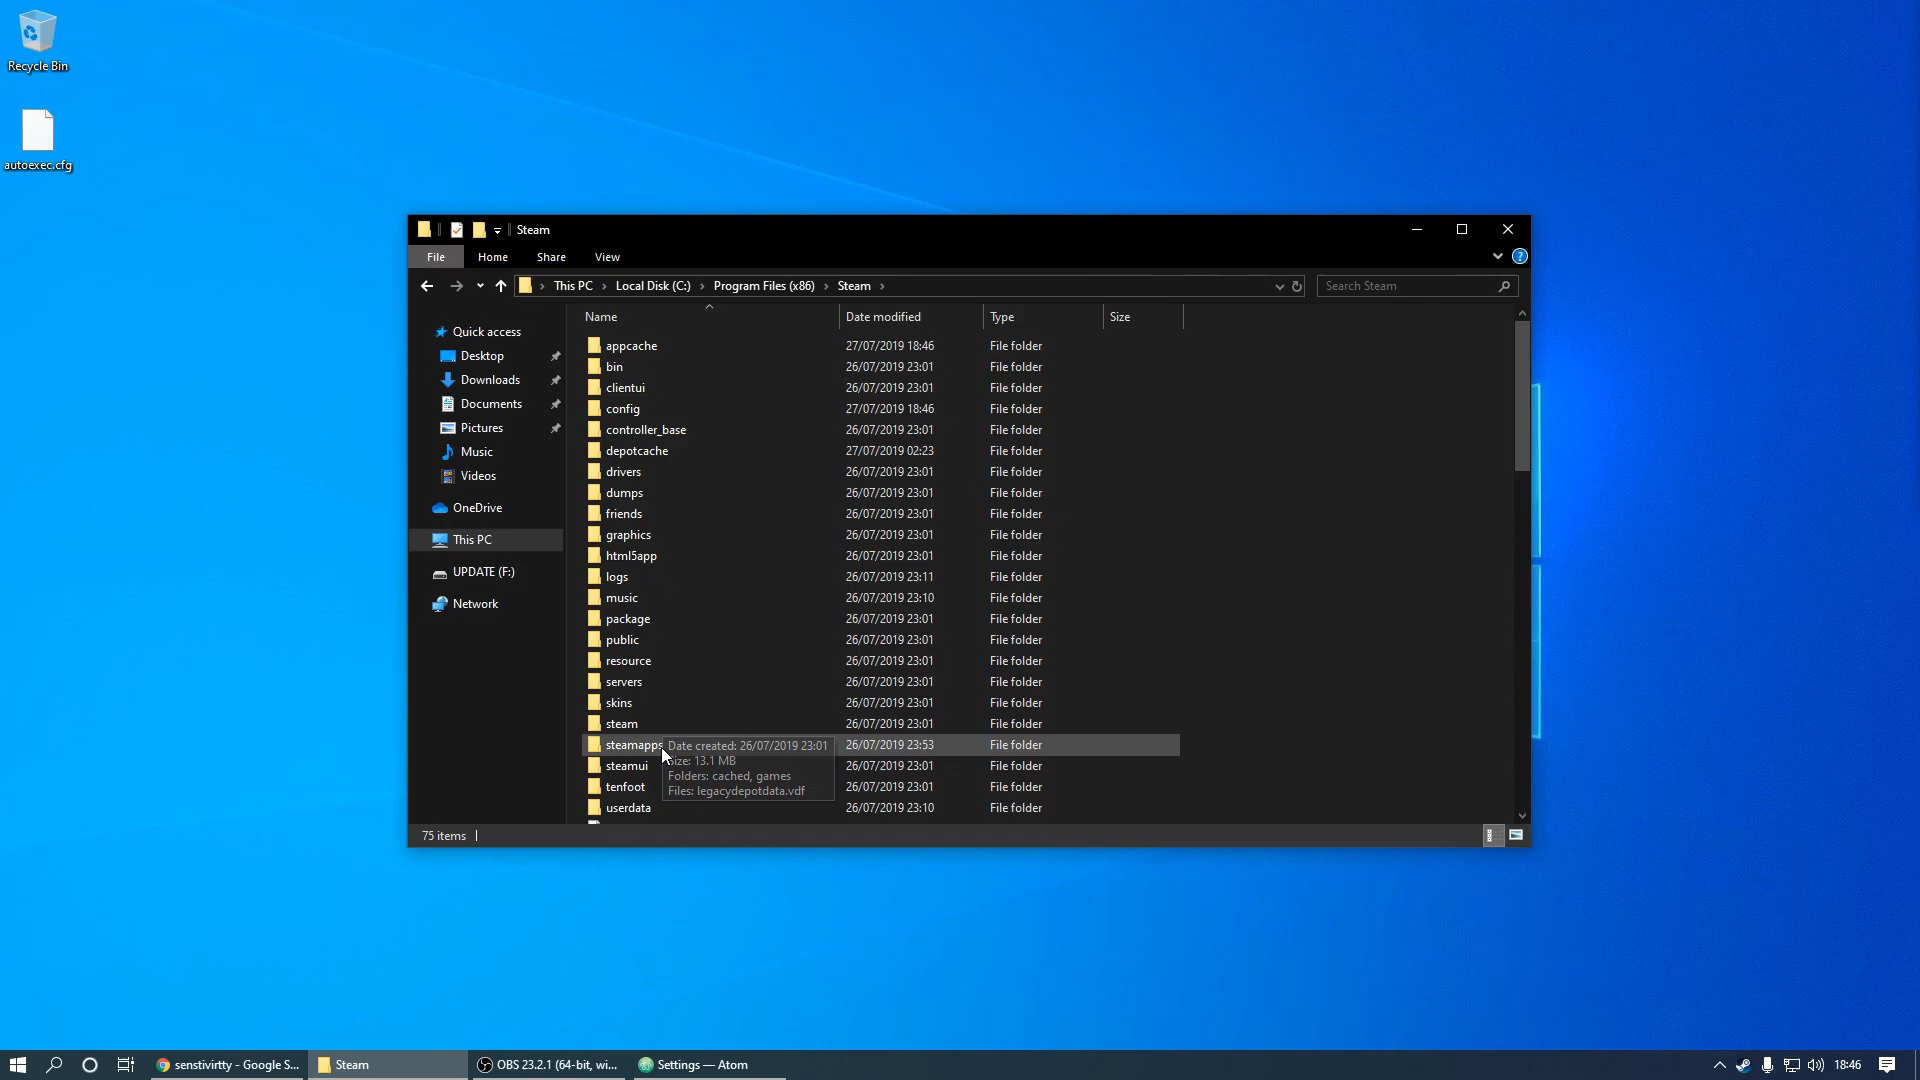 Recycle Bin
autoexec.cfg
Steam
File Home Share View
This PC Local Disk (C:) Program Files (x86) Steam
Search Steam
Quick access
Desktop
Downloads
Documents
Pictures
Music
Videos
OneDrive
This PC
UPDATE (F:)
Network
Name Date modified Type Size
appcache 27/07/2019 18:46 File folder
bin 26/07/2019 23:01 File folder
clientui 26/07/2019 23:01 File folder
config 27/07/2019 18:46 File folder
controller_base 26/07/2019 23:01 File folder
depotcache 27/07/2019 02:23 File folder
drivers 26/07/2019 23:01 File folder
dumps 26/07/2019 23:01 File folder
friends 26/07/2019 23:01 File folder
graphics 26/07/2019 23:01 File folder
html5app 26/07/2019 23:01 File folder
logs 26/07/2019 23:11 File folder
music 26/07/2019 23:10 File folder
package 26/07/2019 23:01 File folder
public 26/07/2019 23:01 File folder
resource 26/07/2019 23:01 File folder
servers 26/07/2019 23:01 File folder
skins 26/07/2019 23:01 File folder
steam 26/07/2019 23:01 File folder
steamapps 26/07/2019 23:53 File folder
steamui 26/07/2019 23:01 File folder
tenfoot 26/07/2019 23:01 File folder
userdata 26/07/2019 23:10 File folder
Date created: 26/07/2019 23:01
Size: 13.1 MB
Folders: cached, games
Files: legacydepotdata.vdf
75 items
senstivirtty - Google S... Steam OBS 23.2.1 (64-bit, wi... Settings — Atom 18:46